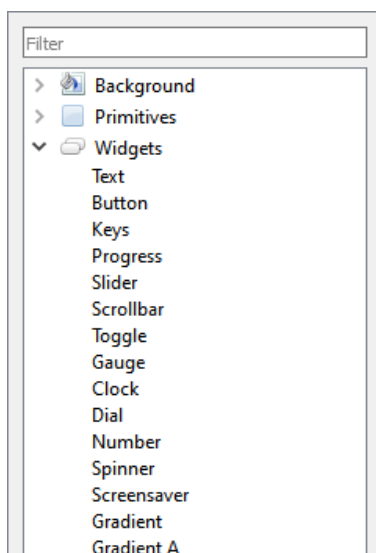 Filter
Background
Primitives
Widgets
Text
Button
Keys
Progress
Slider
Scrollbar
Toggle
Gauge
Clock
Dial
Number
Spinner
Screensaver
Gradient
Gradient A